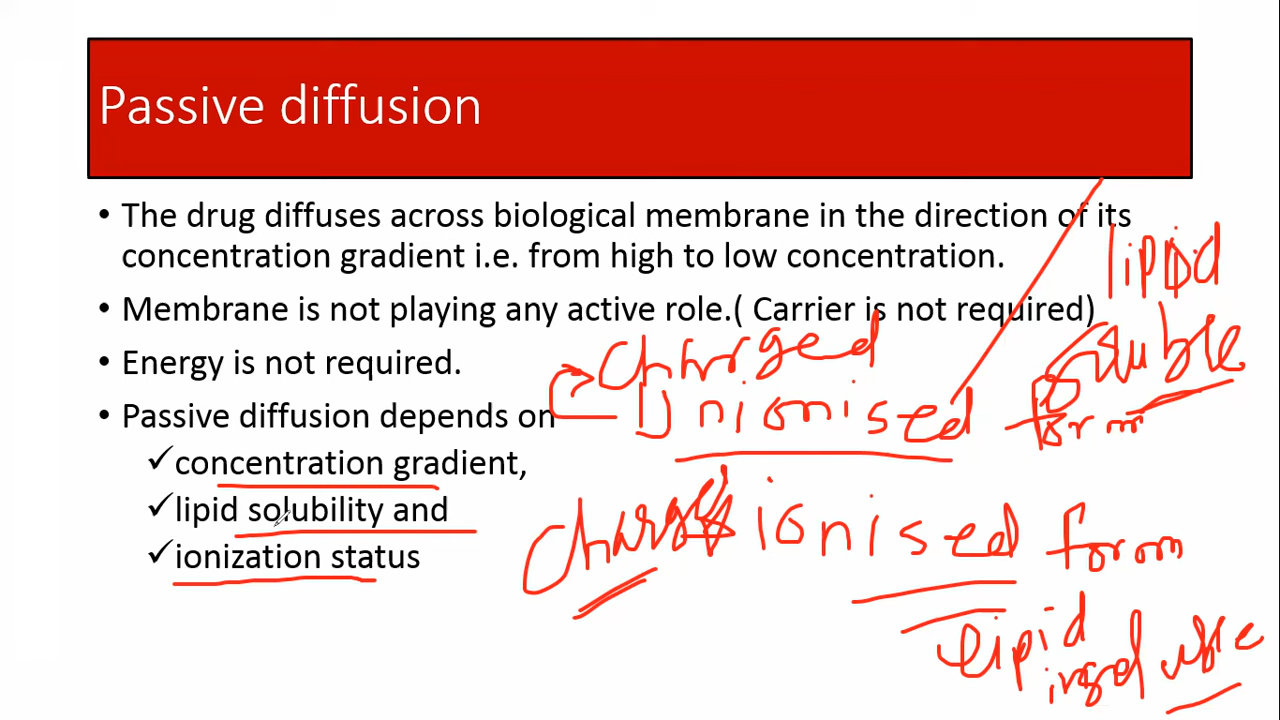 Passive diffusion
• The drug diffuses across biological membrane in the direction of its
concentration gradient i.e. from high to low concentration.
• Membrane is not playing any active role.( Carrier is not required)
• Energy is not required.
• Passive diffusion depends on
✓concentration gradient,
✓lipid solubility and
✓ionization status
lipid
soluble
Charged
Unionised form
Charge ionised form
lipid